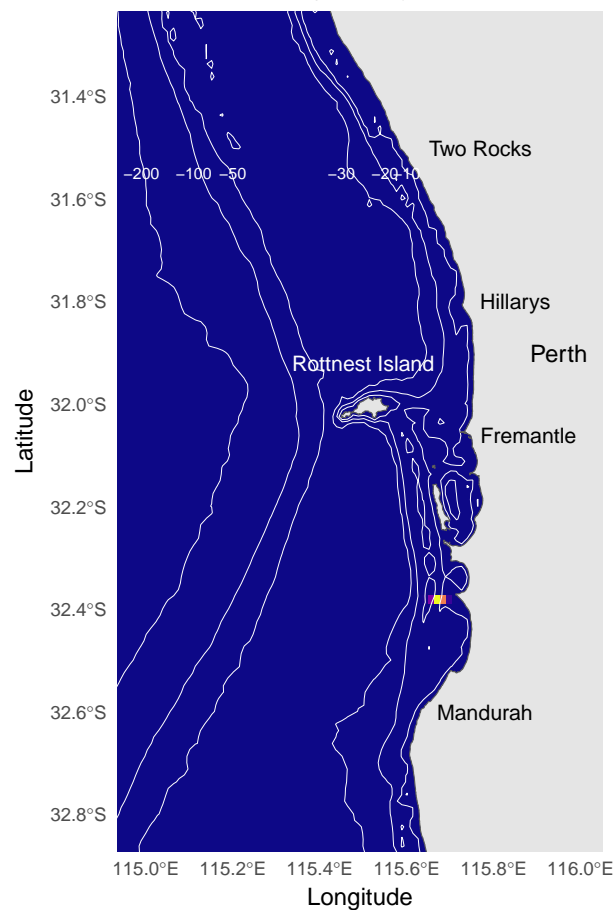 31.4°S
Two Rocks
−200 −100 −50 −30 −20 −10
31.6°S
31.8°S
Hillarys
Perth
Rottnest Island
32.0°S
Fremantle
Latitude
32.2°S
32.4°S
32.6°S
Mandurah
32.8°S
115.0°E 115.2°E 115.4°E 115.6°E 115.8°E 116.0°E
Longitude